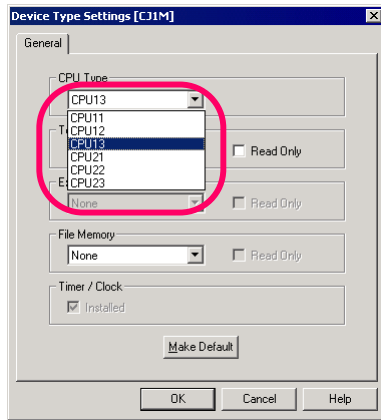 Device Type Settings [CJ1M]
General
CPU Type
CPU13
CPU11
CPU12
CPU13
CPU21
CPU22
CPU23
Read Only
None
Read Only
File Memory
None
Read Only
Timer / Clock
Installed
Make Default
OK Cancel Help